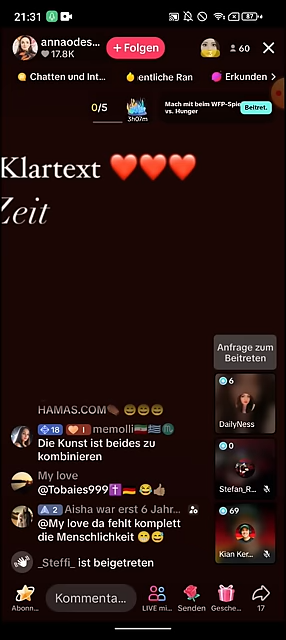 21:31
87
annaodes...
17.8K
+ Folgen
60
Chatten und Int...
entliche Ran
Erkunden
0/5
3h07m
Mach mit beim WFP-Spie
vs. Hunger
Beitret.
Klartext ❤️❤️❤️
Zeit
Anfrage zum
Beitreten
6
DailyNess
0
Stefan_R...
69
Kian Ker...
HAMAS.COM
18 I memolli
Die Kunst ist beides zu
kombinieren
My love
@Tobaies999✝️🇩🇪😂👍🏽
2 Aisha war erst 6 Jahr...
@My love da fehlt komplett
die Menschlichkeit 😁😅
_Steffi_ ist beigetreten
Abonn...
Kommenta...
LIVE mi...
Senden
Gesche...
17